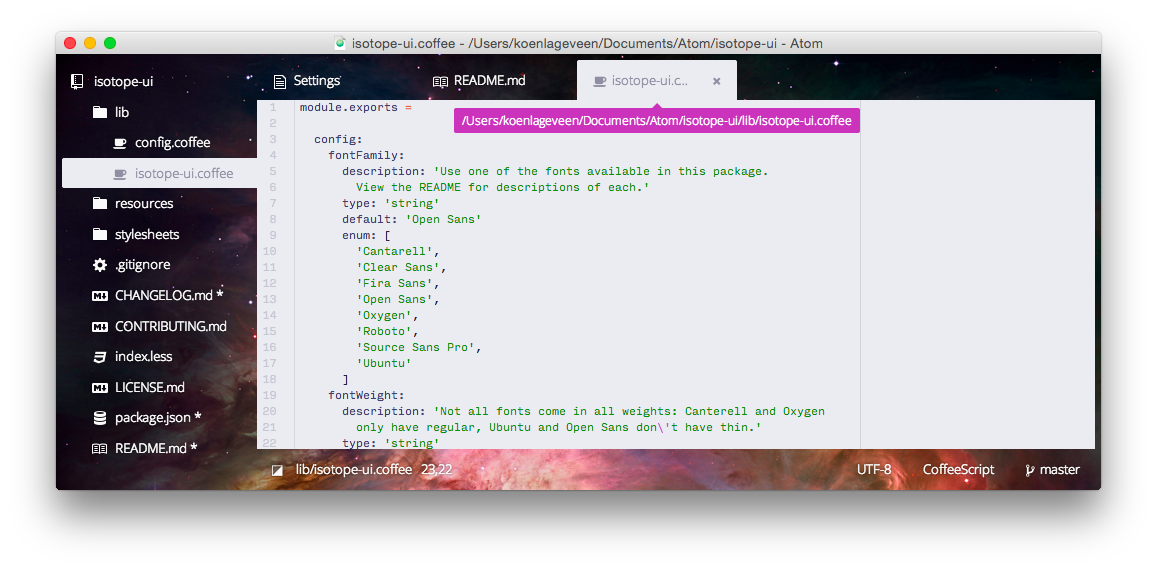 isotope-ui.coffee - /Users/koenlageveen/Documents/Atom/isotope-ui - Atom
isotope-ui
lib
config.coffee
isotope-ui.coffee
resources
stylesheets
.gitignore
CHANGELOG.md *
CONTRIBUTING.md
index.less
LICENSE.md
package.json *
README.md *
Settings
README.md
isotope-ui.c... ×
/Users/koenlageveen/Documents/Atom/isotope-ui/lib/isotope-ui.coffee
1 module.exports =
2
3 config:
4 fontFamily:
5 description: 'Use one of the fonts available in this package.
6 View the README for descriptions of each.'
7 type: 'string'
8 default: 'Open Sans'
9 enum: [
10 'Cantarell',
11 'Clear Sans',
12 'Fira Sans',
13 'Open Sans',
14 'Oxygen',
15 'Roboto',
16 'Source Sans Pro',
17 'Ubuntu'
18 ]
19 fontWeight:
20 description: 'Not all fonts come in all weights: Canterell and Oxygen
21 only have regular, Ubuntu and Open Sans don\'t have thin.'
22 type: 'string'
lib/isotope-ui.coffee 23,22
UTF-8 CoffeeScript master